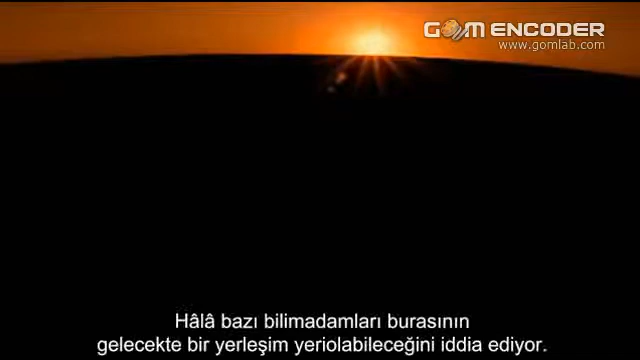 GOM ENCODER
www.gomlab.com
Hâlâ bazı bilimadamları burasının
gelecekte bir yerleşim yeriolabileceğini iddia ediyor.